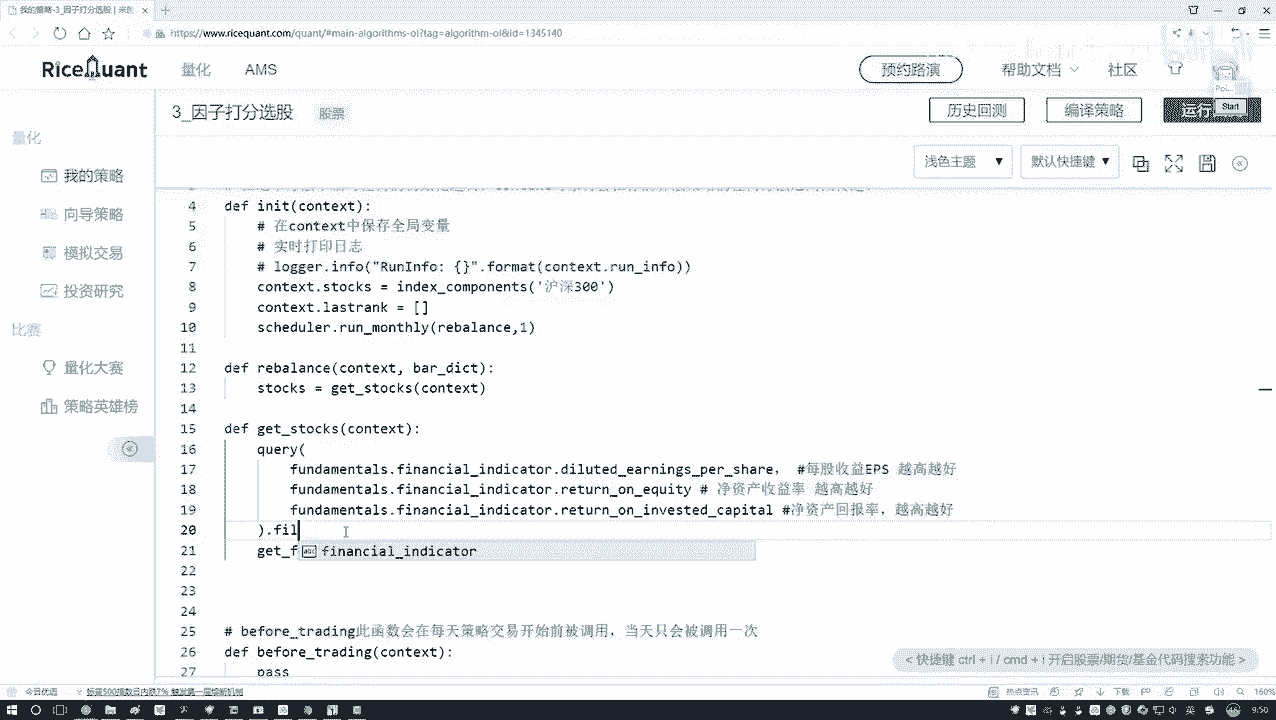 我的策略-3_因子打分选股 | 米筐
https://www.ricequant.com/quant/#main-algorithms-ol?tag=algorithm-ol&id=1345140
RiceQuant
量化
AMS
预约路演
帮助文档
社区
3_因子打分选股
股票
历史回测
编译策略
Start
浅色主题
默认快捷键
量化
我的策略
向导策略
模拟交易
投资研究
比赛
量化大赛
策略英雄榜
4 def init(context):
5 # 在context中保存全局变量
6 # 实时打印日志
7 # logger.info("RunInfo: {}".format(context.run_info))
8 context.stocks = index_components('沪深300')
9 context.lastrank = []
10 scheduler.run_monthly(rebalance,1)
11
12 def rebalance(context, bar_dict):
13 stocks = get_stocks(context)
14
15 def get_stocks(context):
16 query(
17 fundamentals.financial_indicator.diluted_earnings_per_share， #每股收益EPS 越高越好
18 fundamentals.financial_indicator.return_on_equity # 净资产收益率 越高越好
19 fundamentals.financial_indicator.return_on_invested_capital #净资产回报率，越高越好
20 ).fil
21 get_f
abc financial_indicator
22
23
24
25 # before_trading此函数会在每天策略交易开始前被调用，当天只会被调用一次
26 def before_trading(context):
27 pass
< 快捷键 ctrl + i / cmd + i 开启股票/期货/基金代码搜索功能 >
今日优选
热点资讯
下载
160%
英
9:50